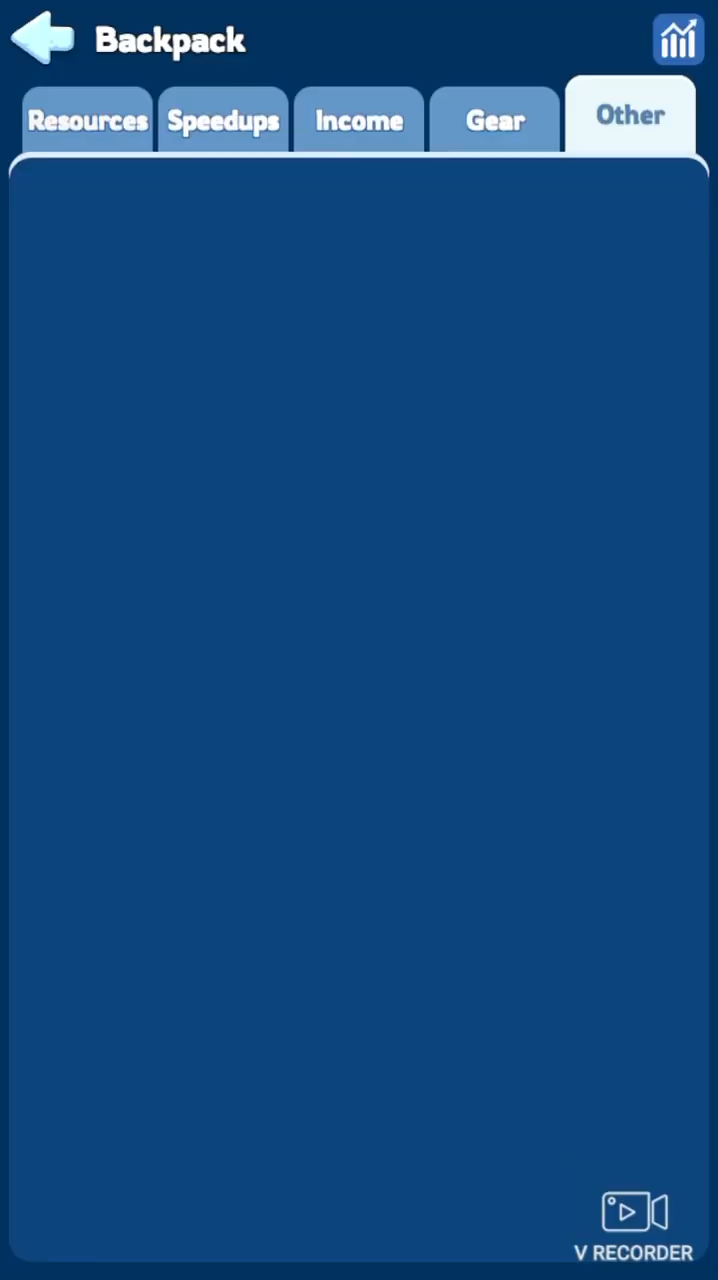 Backpack
Resources
Speedups
Income
Gear
Other
V RECORDER